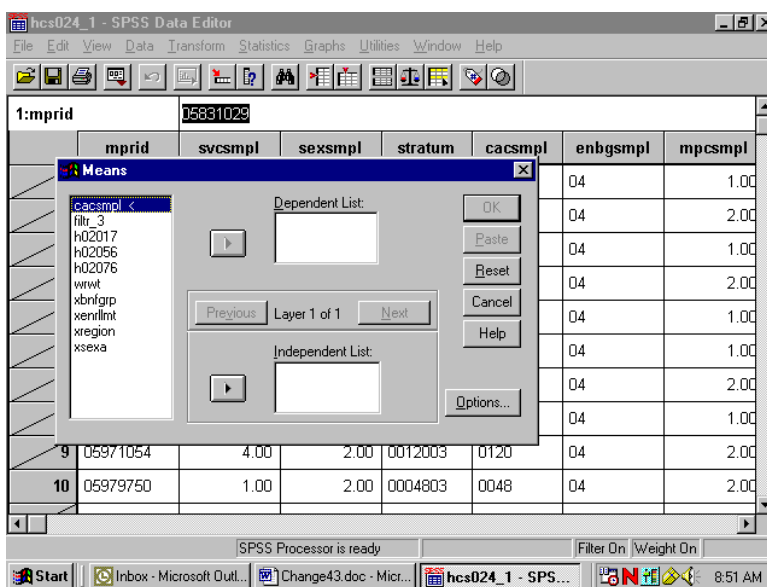 hcs024_1 - SPSS Data Editor
File Edit View Data Transform Statistics Graphs Utilities Window Help
1:mprid 05831029
mprid svcsmpl sexsmpl stratum cacsmpl enbgsmpl mpcsmpl
Means
cacsmpl <
filtr_3
h02017
h02056
h02076
wrwt
xbnfgrp
xenrllmt
xregion
xsexa
Dependent List:
Previous Layer 1 of 1 Next
Independent List:
OK
Paste
Reset
Cancel
Help
Options...
04 1.00
04 2.00
04 1.00
04 2.00
04 1.00
04 1.00
04 2.00
04 1.00
9 05971054 4.00 2.00 0012003 0120 04 2.00
10 05979750 1.00 2.00 0004803 0048 04 2.00
SPSS Processor is ready Filter On Weight On
Start Inbox - Microsoft Outl... Change43.doc - Micr... hcs024_1 - SPS... 8:51 AM